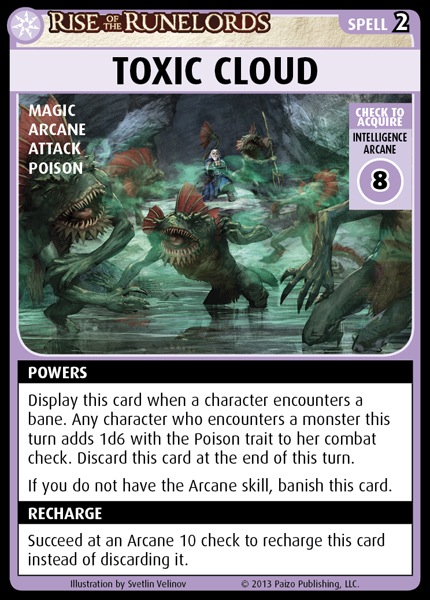 RISE OF THE RUNELORDS
SPELL 2
TOXIC CLOUD
MAGIC
ARCANE
ATTACK
POISON
CHECK TO
ACQUIRE
INTELLIGENCE
ARCANE
8
POWERS
Display this card when a character encounters a
bane. Any character who encounters a monster this
turn adds 1d6 with the Poison trait to her combat
check. Discard this card at the end of this turn.
If you do not have the Arcane skill, banish this card.
RECHARGE
Succeed at an Arcane 10 check to recharge this card
instead of discarding it.
Illustration by Svetlin Velinov © 2013 Paizo Publishing, LLC.